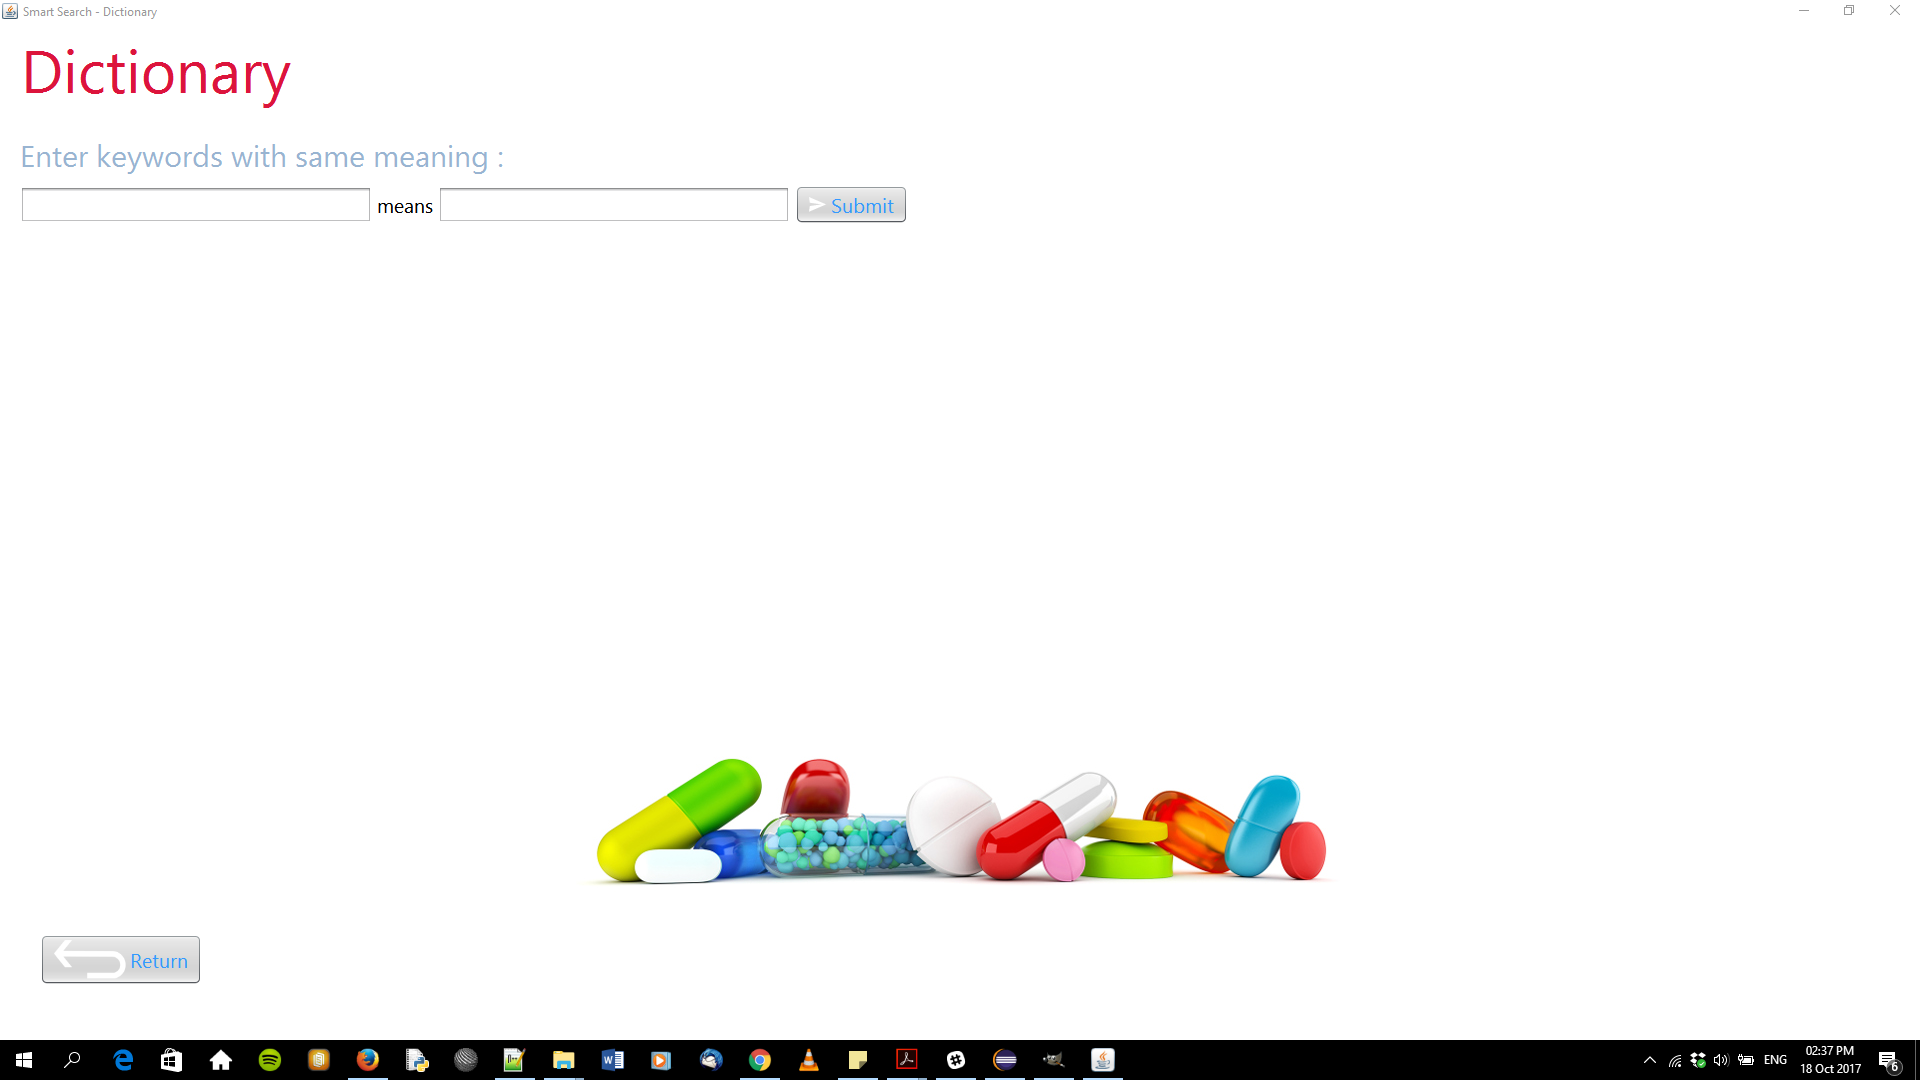 Smart Search - Dictionary
Dictionary
Enter keywords with same meaning :
means Submit
Return
ENG
02:37 PM
18 Oct 2017
6